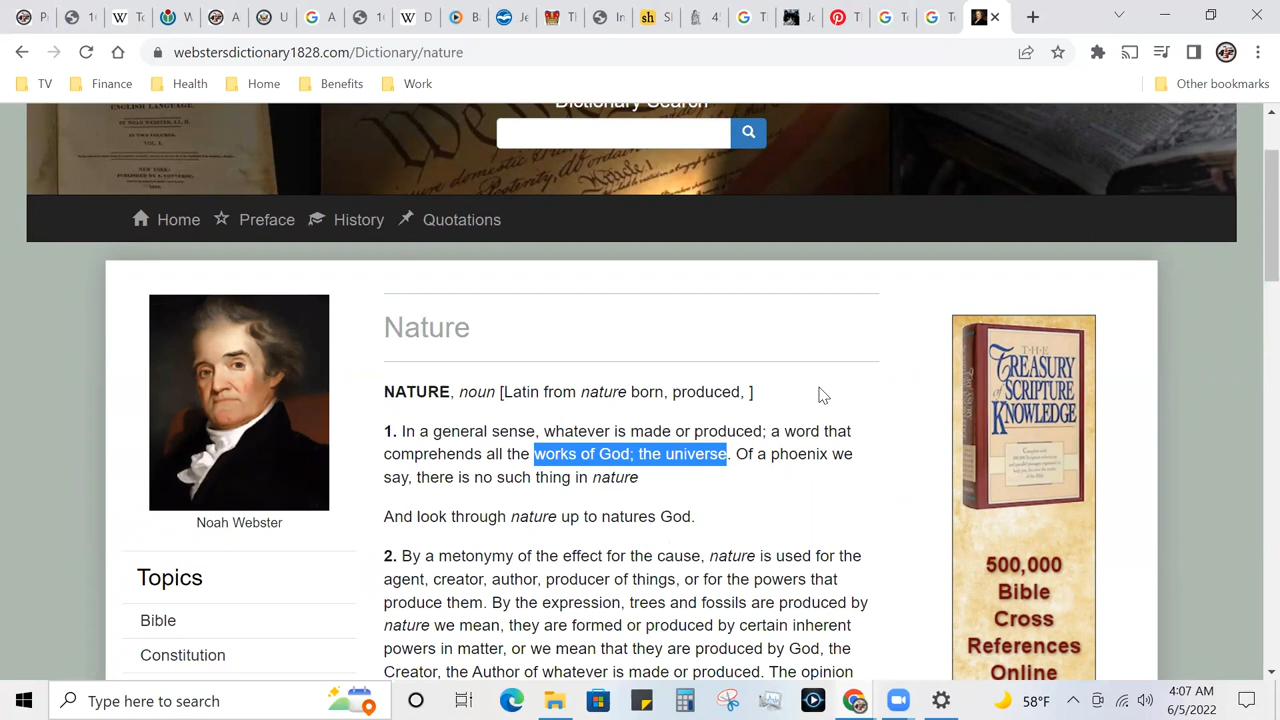 webstersdictionary1828.com/Dictionary/nature
TV Finance Health Home Benefits Work Other bookmarks
ENGLISH LANGUAGE
Dictionary Search
Home Preface History Quotations
Nature
NATURE, noun [Latin from nature born, produced, ]
1. In a general sense, whatever is made or produced; a word that
comprehends all the works of God; the universe. Of a phoenix we
say, there is no such thing in nature
And look through nature up to natures God.
2. By a metonymy of the effect for the cause, nature is used for the
agent, creator, author, producer of things, or for the powers that
produce them. By the expression, trees and fossils are produced by
nature we mean, they are formed or produced by certain inherent
powers in matter, or we mean that they are produced by God, the
Creator, the Author of whatever is made or produced. The opinion
Noah Webster
Topics
Bible
Constitution
THE
TREASURY
of SCRIPTURE
KNOWLEDGE
500,000
Bible
Cross
References
Online
Type here to search
58°F
4:07 AM
6/5/2022